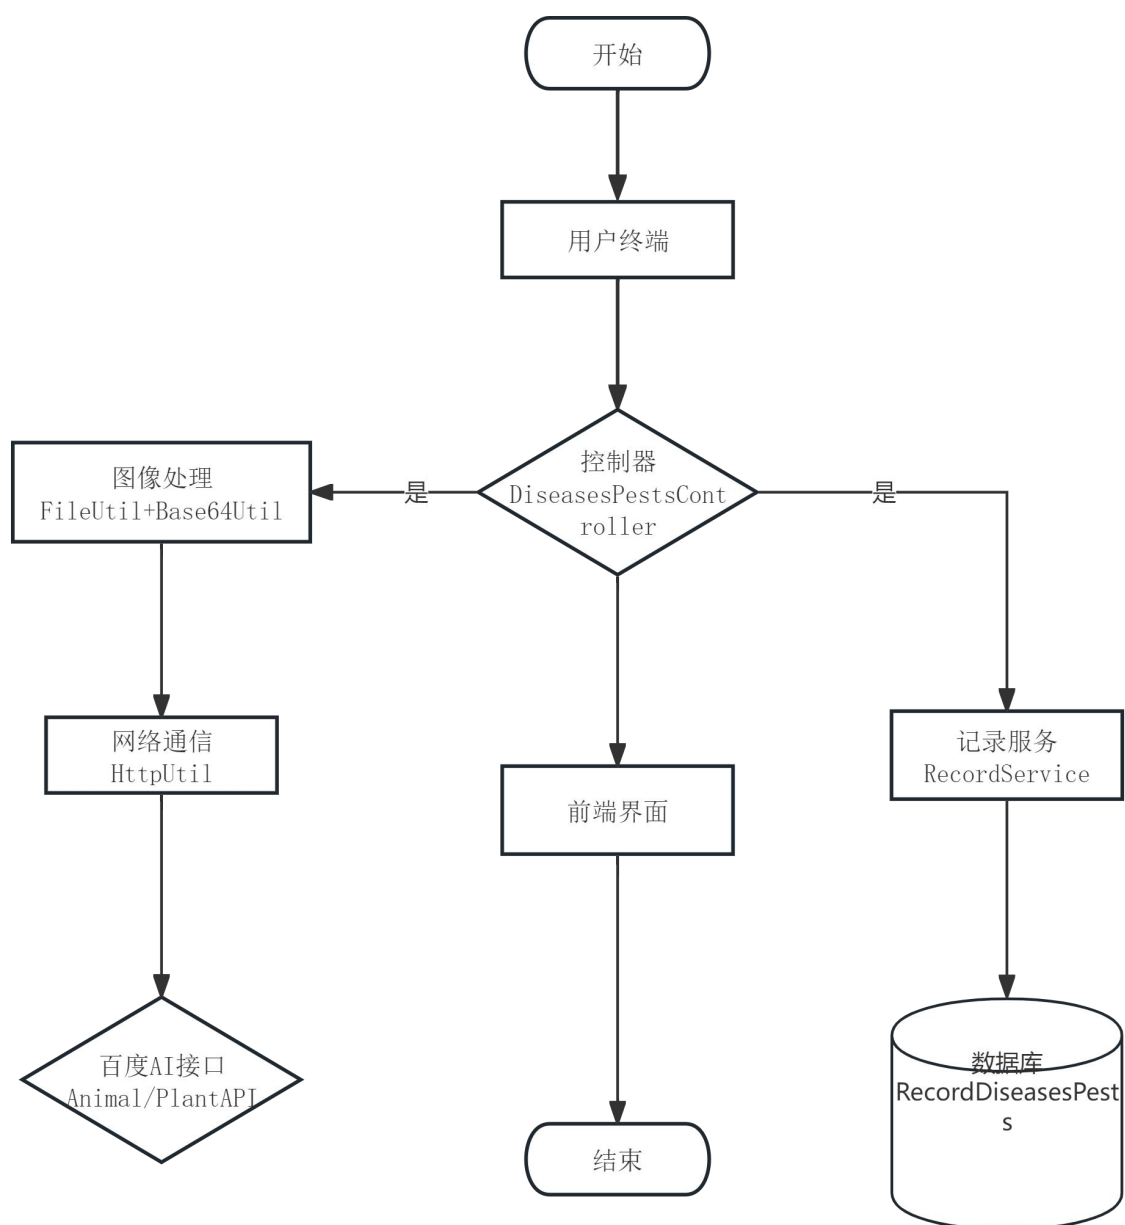 开始
用户终端
控制器
DiseasesPestsCont
roller
图像处理
FileUtil+Base64Util
是
是
网络通信
HttpUtil
前端界面
记录服务
RecordService
百度AI接口
Animal/PlantAPI
数据库
RecordDiseasesPest
s
结束